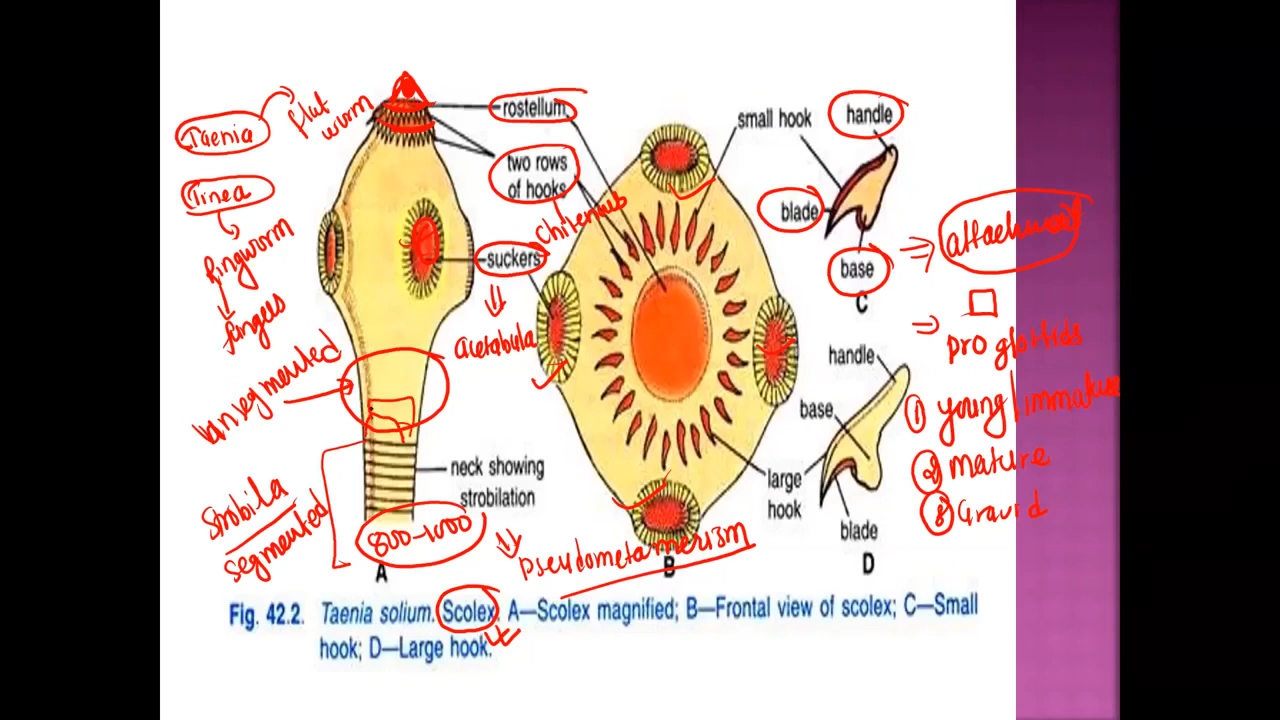 Taenia
flat
worm
Tinea
Ringworm
fingers
unsegmented
Strobila
segmented
800-1000
Pseudometamerism
rostellum
two rows
of hooks
suckers
acetabula
neck showing
strobilation
A
small hook
handle
blade
base
C
attachment
proglottids
① young/immature
② Mature
③ Gravid
handle
base
large
hook
blade
B
D
Fig. 42.2. Taenia solium. Scolex. A—Scolex magnified; B—Frontal view of scolex; C—Small
hook; D—Large hook.